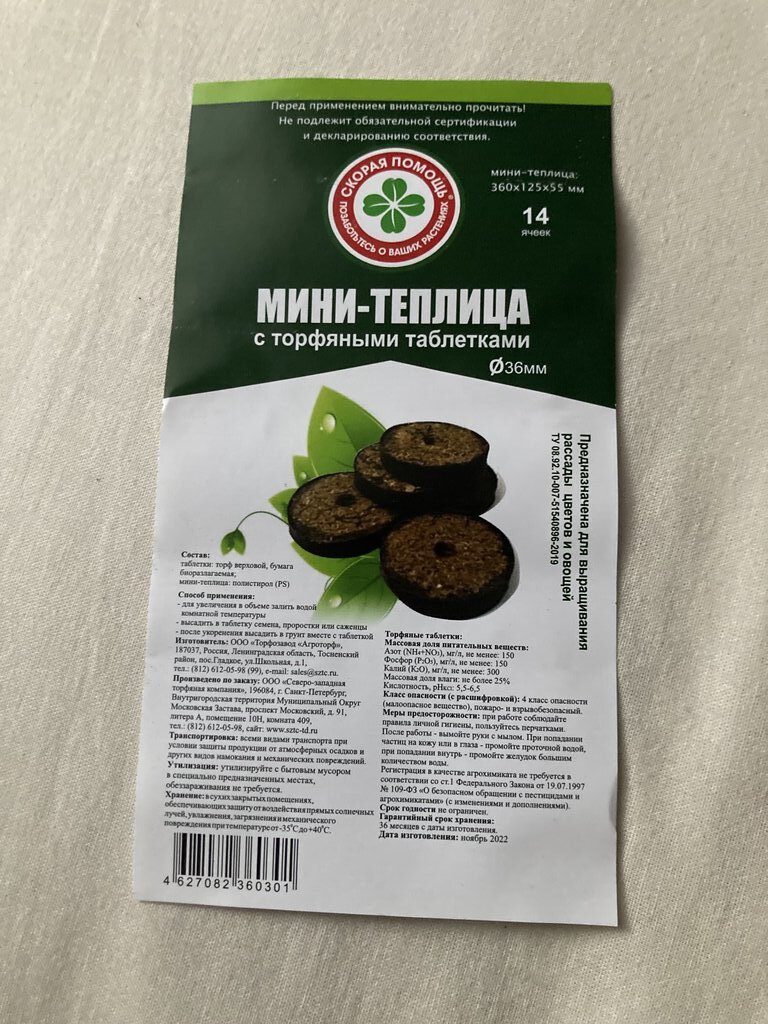 Перед применением внимательно прочитать!
Не подлежит обязательной сертификации
и декларированию соответствия.
СКОРАЯ ПОМОЩЬ®
ПОЗАБОТЬТЕСЬ О ВАШИХ РАСТЕНИЯХ
мини-теплица:
360х125х55 мм
14
ячеек
МИНИ-ТЕПЛИЦА
с торфяными таблетками
Ø36мм
Предназначена для выращивания
рассады цветов и овощей
ТУ 08.92.10-007-51540896-2019
Состав:
таблетки: торф верховой, бумага
биоразлагаемая;
мини-теплица: полистирол (PS)
Способ применения:
- для увеличения в объеме залить водой
комнатной температуры
- высадить в таблетку семена, проростки или саженцы
- после укоренения высадить в грунт вместе с таблеткой
Изготовитель: ООО «Торфозавод «Агроторф»,
187037, Россия, Ленинградская область, Тосненский
район, пос.Гладкое, ул.Школьная, д.1,
тел.: (812) 612-05-98 (99), e-mail: sales@sztc.ru.
Произведено по заказу: ООО «Северо-западная
торфяная компания», 196084, г. Санкт-Петербург,
Внутригородская территория Муниципальный Округ
Московская Застава, проспект Московский, д. 91,
литера А, помещение 10Н, комната 409,
тел.: (812) 612-05-98, сайт: www.sztc-td.ru
Транспортировка: всеми видами транспорта при
условии защиты продукции от атмосферных осадков и
других видов намокания и механических повреждений.
Утилизация: утилизируйте с бытовым мусором
в специально предназначенных местах,
обеззараживания не требуется.
Хранение: в сухих закрытых помещениях,
обеспечивающих защиту от воздействия прямых солнечных
лучей, увлажнения, загрязнения и механического
повреждения при температуре от -35°С до +40°С.
4 627082 360301
Торфяные таблетки:
Массовая доля питательных веществ:
Азот (NH₄+NO₃), мг/л, не менее: 150
Фосфор (P₂O₅), мг/л, не менее: 150
Калий (K₂O), мг/л, не менее: 300
Массовая доля влаги: не более 25%
Кислотность, pHкcl: 5,5-6,5
Класс опасности (с расшифровкой): 4 класс опасности
(малоопасное вещество), пожаро- и взрывобезопасный.
Меры предосторожности: при работе соблюдайте
правила личной гигиены, пользуйтесь перчатками.
После работы - вымойте руки с мылом. При попадании
частиц на кожу или в глаза - промойте проточной водой,
при попадании внутрь - промойте желудок большим
количеством воды.
Регистрация в качестве агрохимиката не требуется в
соответствии со ст.1 Федерального Закона от 19.07.1997
№ 109-ФЗ «О безопасном обращении с пестицидами и
агрохимикатами» (с изменениями и дополнениями).
Срок годности не ограничен.
Гарантийный срок хранения:
36 месяцев с даты изготовления.
Дата изготовления: ноябрь 2022